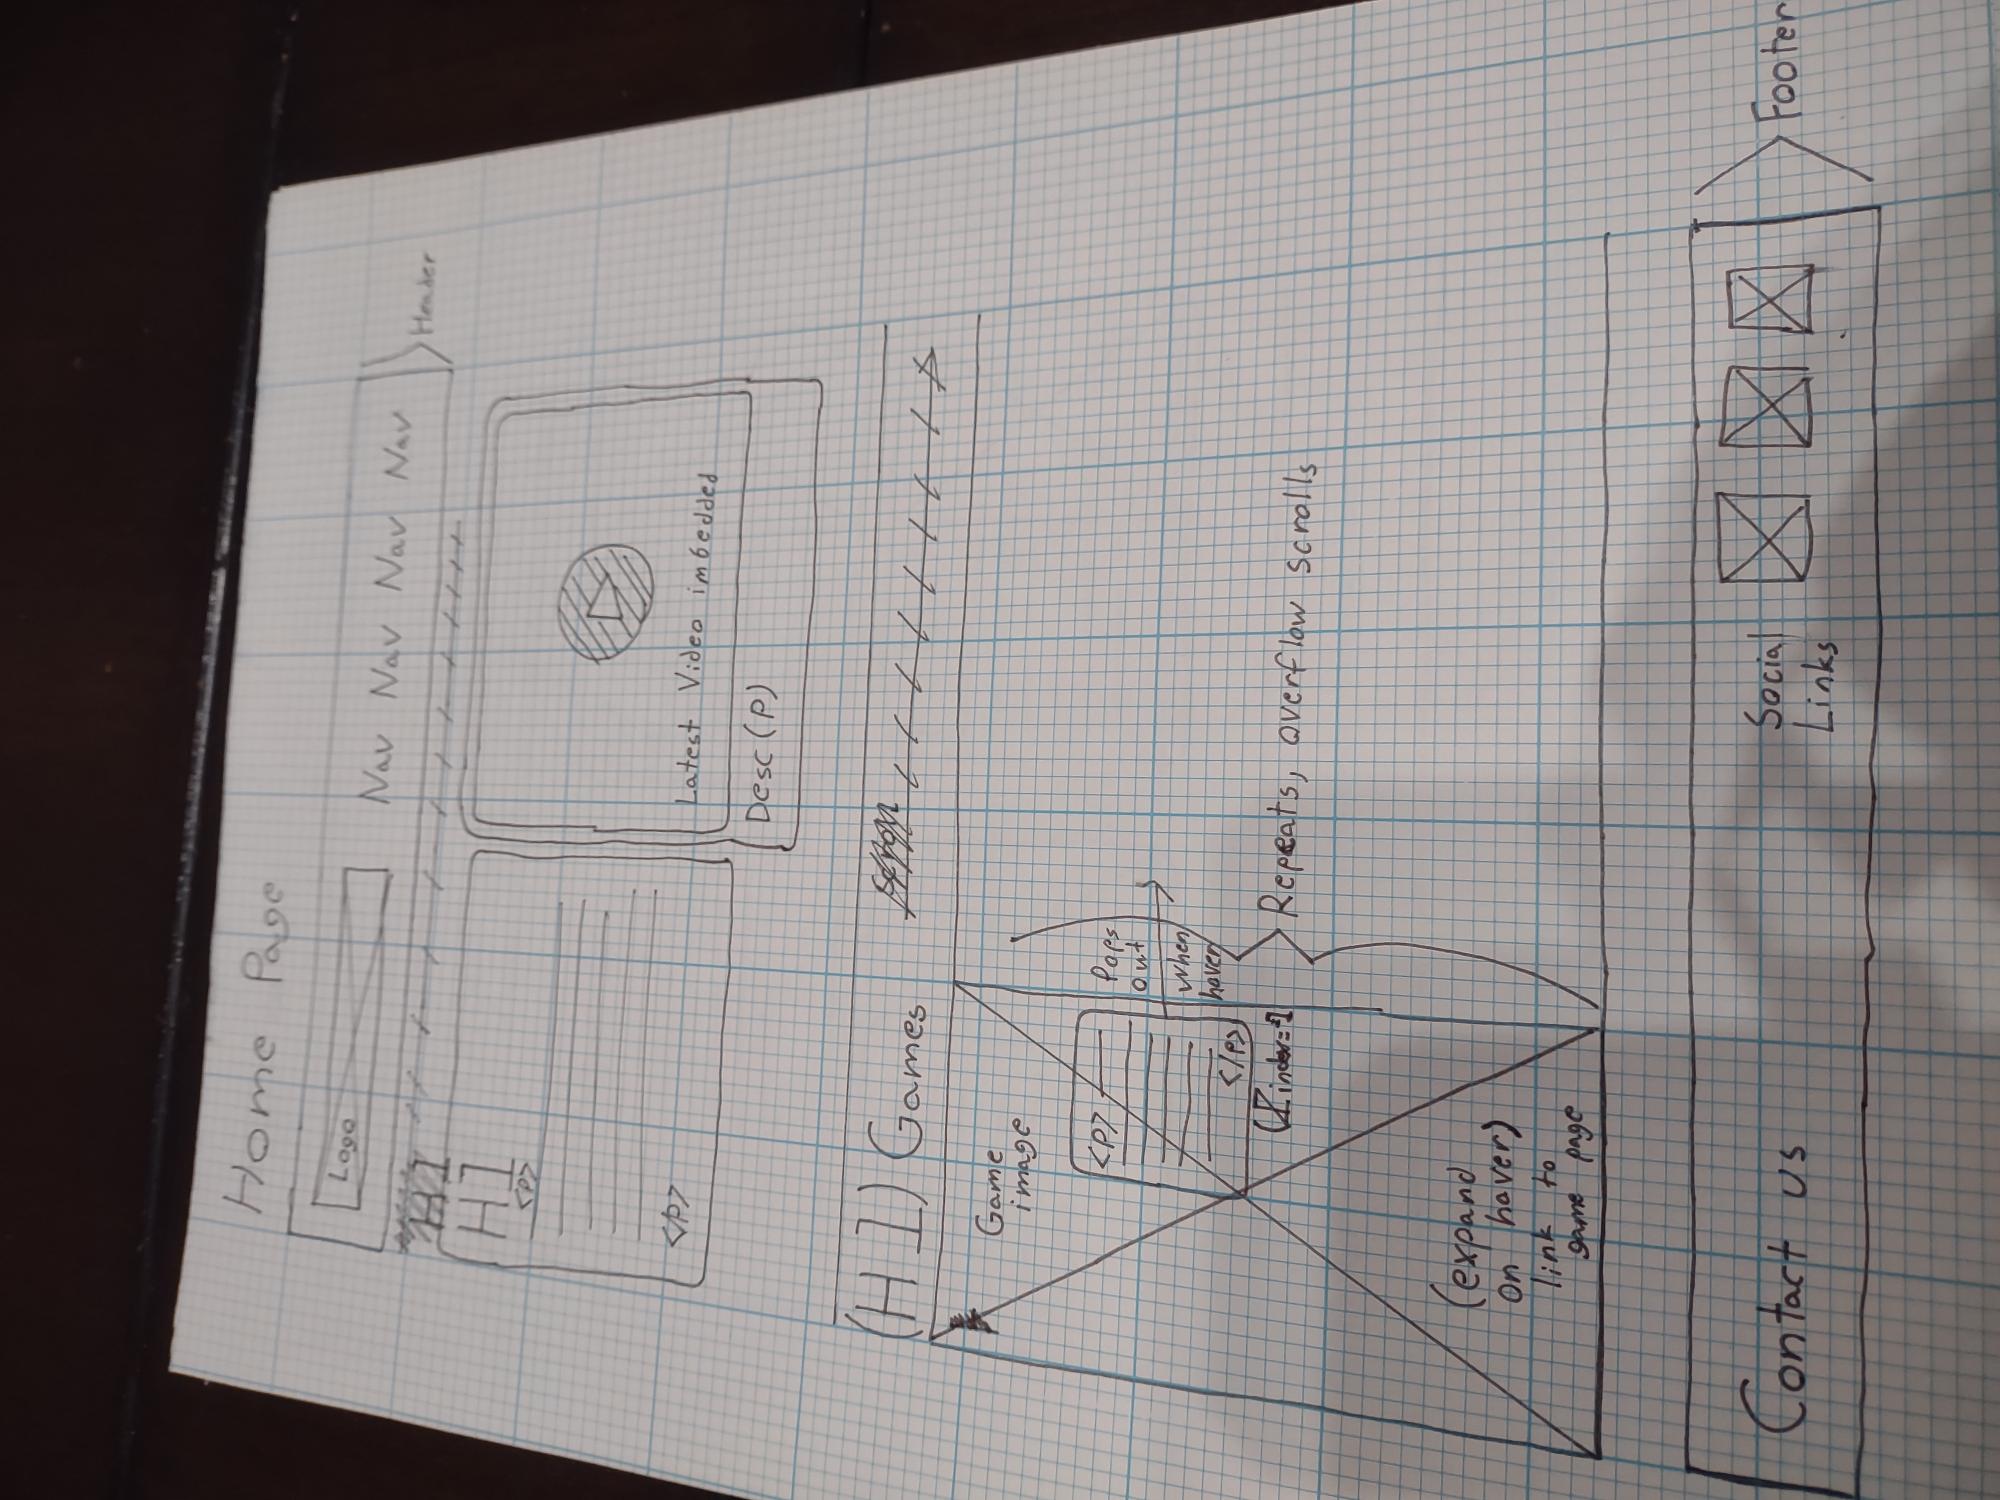 Home Page
Logo
Nav Nav Nav Nav
Header
H1
H1
<p>
</p>
Latest Video imbedded
Desc (P)
(H1) Games
Game
image
<p>
</p>
Pops
out
when
hover
(Zindex=-1
Repeats, overflow scrolls
(expand
on hover)
link to
game page
Contact us
Social
Links
Footer